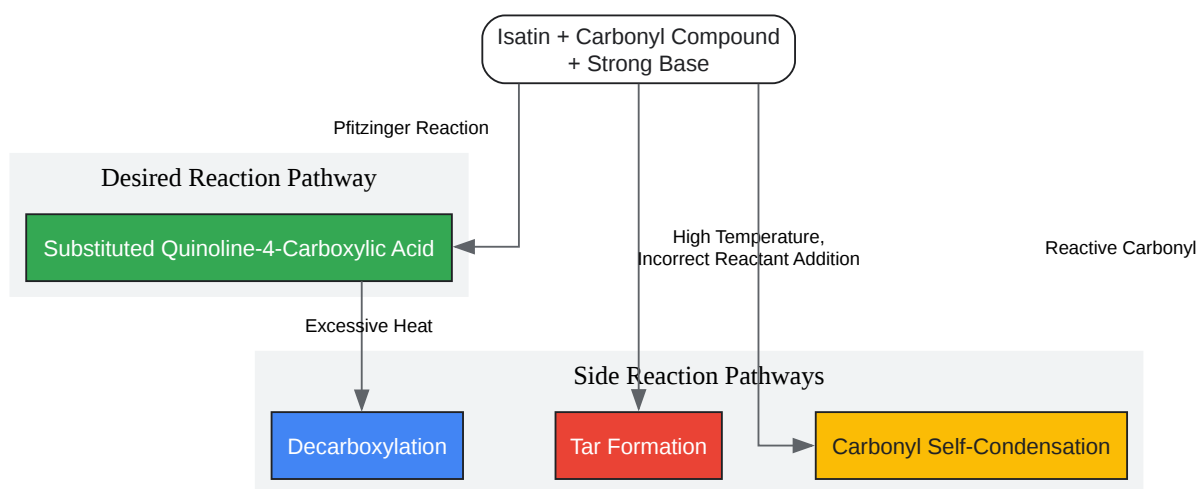 Isatin + Carbonyl Compound
+ Strong Base
Pfitzinger Reaction
Desired Reaction Pathway
Substituted Quinoline-4-Carboxylic Acid
High Temperature,
Incorrect Reactant Addition
Reactive Carbonyl
Excessive Heat
Side Reaction Pathways
Decarboxylation
Tar Formation
Carbonyl Self-Condensation